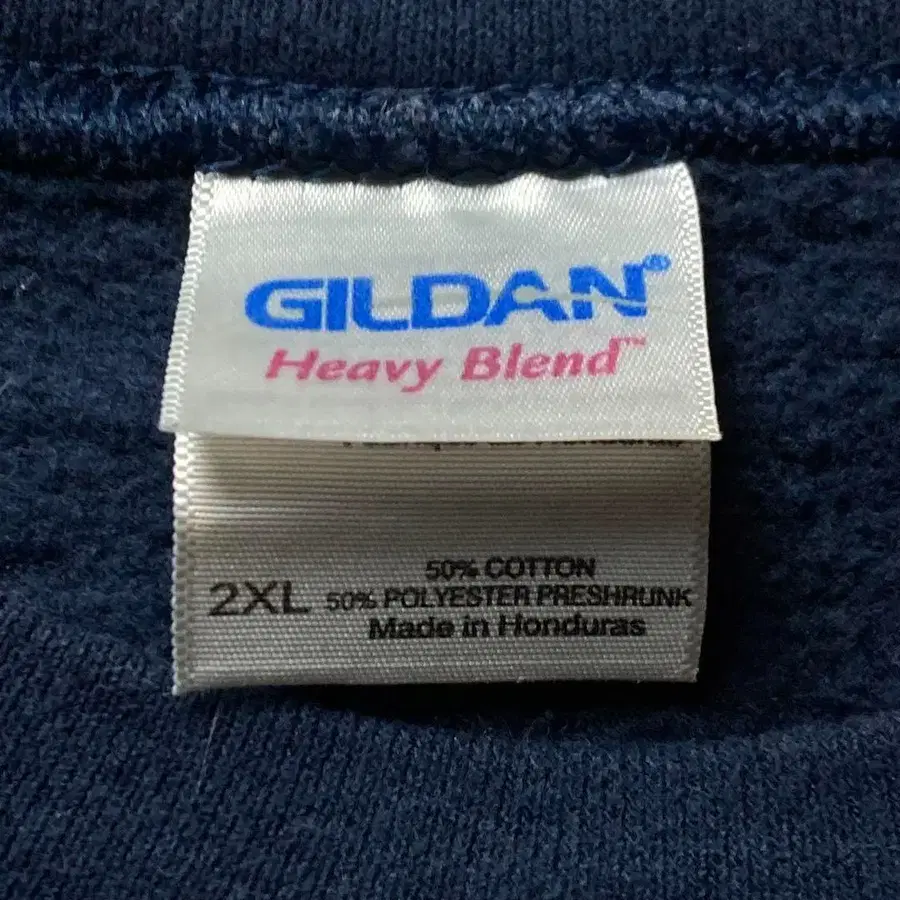 GILDAN®
Heavy Blend™
2XL
50% COTTON
50% POLYESTER PRESHRUNK
Made in Honduras